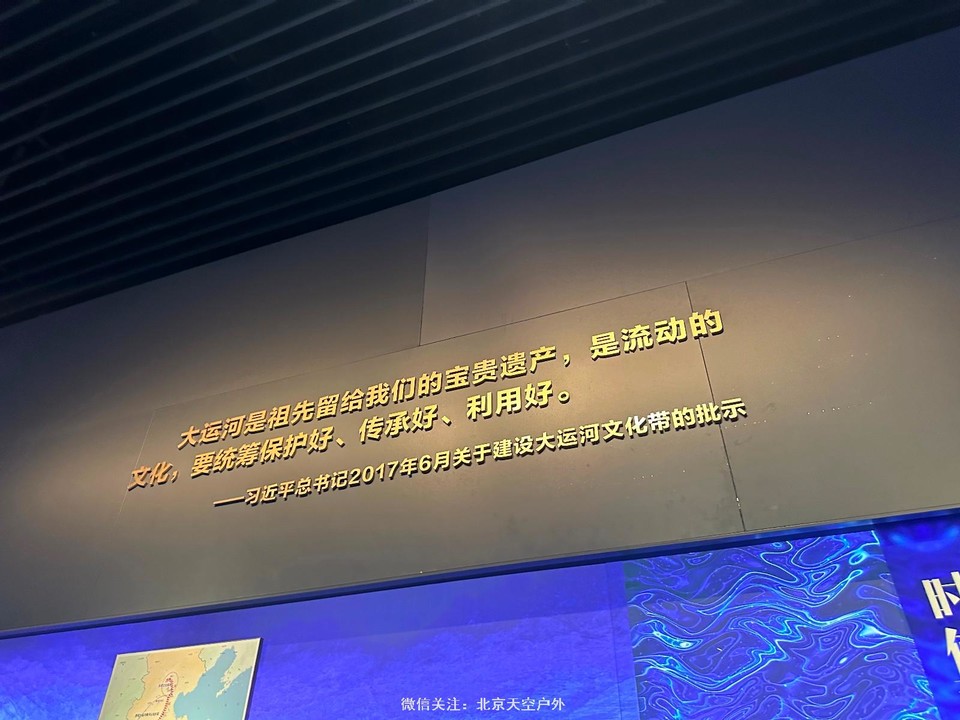 大运河是祖先留给我们的宝贵遗产，是流动的
文化，要统筹保护好、传承好、利用好。
——习近平总书记2017年6月关于建设大运河文化带的批示
时
微信关注：北京天空户外